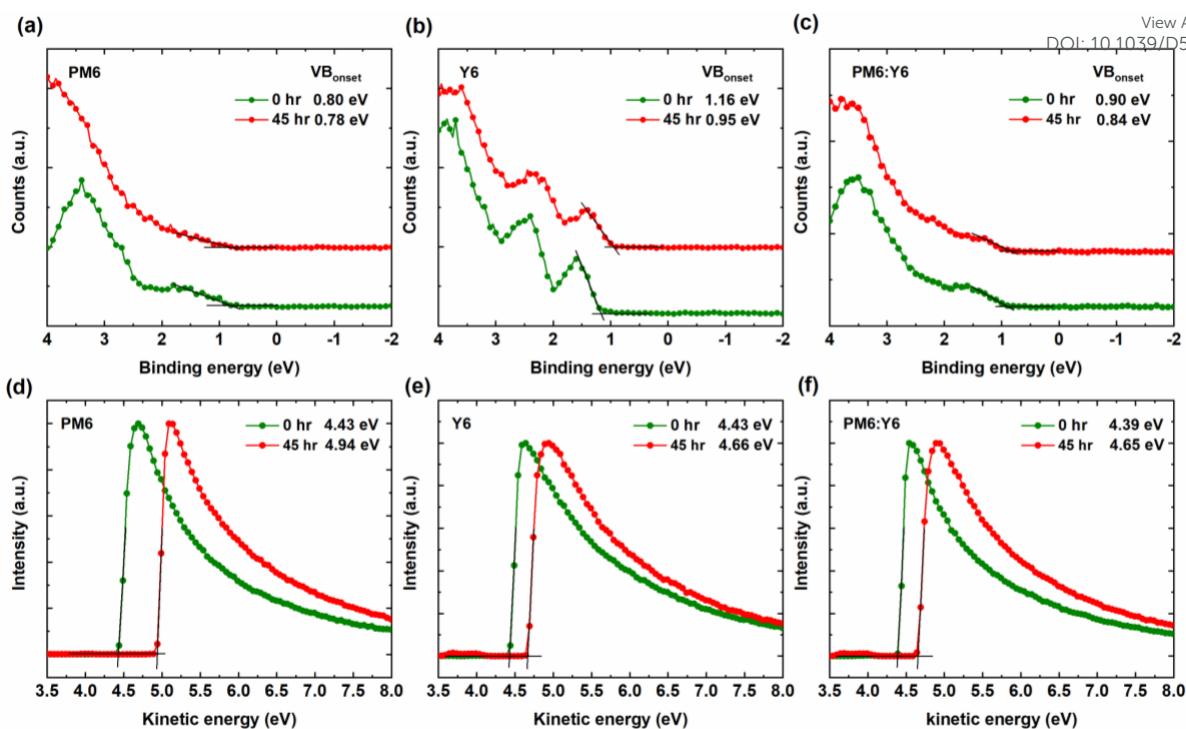 View A
DOI: 10.1039/D5
(a)
PM6
VBonset
0 hr 0.80 eV
45 hr 0.78 eV
Counts (a.u.)
4 3 2 1 0 -1 -2
Binding energy (eV)
(b)
Y6
VBonset
0 hr 1.16 eV
45 hr 0.95 eV
Counts (a.u.)
4 3 2 1 0 -1 -2
Binding energy (eV)
(c)
PM6:Y6
VBonset
0 hr 0.90 eV
45 hr 0.84 eV
Counts (a.u.)
4 3 2 1 0 -1 -2
Binding energy (eV)
(d)
PM6
0 hr 4.43 eV
45 hr 4.94 eV
Intensity (a.u.)
3.5 4.0 4.5 5.0 5.5 6.0 6.5 7.0 7.5 8.0
Kinetic energy (eV)
(e)
Y6
0 hr 4.43 eV
45 hr 4.66 eV
Intensity (a.u.)
3.5 4.0 4.5 5.0 5.5 6.0 6.5 7.0 7.5 8.0
Kinetic energy (eV)
(f)
PM6:Y6
0 hr 4.39 eV
45 hr 4.65 eV
Intensity (a.u.)
3.5 4.0 4.5 5.0 5.5 6.0 6.5 7.0 7.5 8.0
kinetic energy (eV)